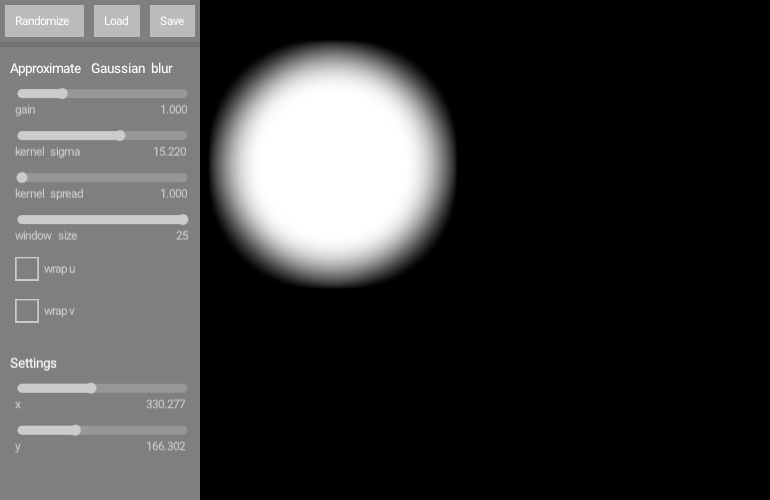 Randomize Load Save
Approximate Gaussian blur
gain 1.000
kernel sigma 15.220
kernel spread 1.000
window size 25
wrap u
wrap v
Settings
x 330.277
y 166.302